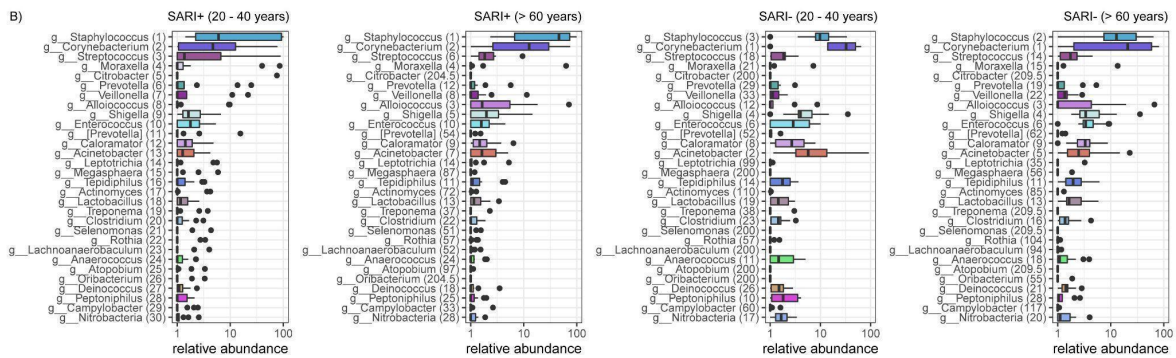 B)
SARI+ (20 - 40 years)
g__Staphylococcus (1)
g__Corynebacterium (2)
g__Streptococcus (3)
g__Moraxella (4)
g__Citrobacter (5)
g__Prevotella (6)
g__Veillonella (7)
g__Alloiococcus (8)
g__Shigella (9)
g__Enterococcus (10)
g__[Prevotella] (11)
g__Caloramator (12)
g__Acinetobacter (13)
g__Leptotrichia (14)
g__Megasphaera (15)
g__Tepidiphilus (16)
g__Actinomyces (17)
g__Lactobacillus (18)
g__Treponema (19)
g__Clostridium (20)
g__Selenomonas (21)
g__Rothia (22)
g__Lachnoanaerobaculum (23)
g__Anaerococcus (24)
g__Atopobium (25)
g__Oribacterium (26)
g__Deinococcus (27)
g__Peptoniphilus (28)
g__Campylobacter (29)
g__Nitrobacteria (30)
1 10 100
relative abundance
SARI+ (> 60 years)
g__Staphylococcus (1)
g__Corynebacterium (2)
g__Streptococcus (6)
g__Moraxella (4)
g__Citrobacter (204.5)
g__Prevotella (12)
g__Veillonella (8)
g__Alloiococcus (3)
g__Shigella (5)
g__Enterococcus (10)
g__[Prevotella] (54)
g__Caloramator (9)
g__Acinetobacter (7)
g__Leptotrichia (14)
g__Megasphaera (87)
g__Tepidiphilus (11)
g__Actinomyces (72)
g__Lactobacillus (13)
g__Treponema (37)
g__Clostridium (22)
g__Selenomonas (51)
g__Rothia (57)
g__Lachnoanaerobaculum (52)
g__Anaerococcus (19)
g__Atopobium (97)
g__Oribacterium (204.5)
g__Deinococcus (18)
g__Peptoniphilus (25)
g__Campylobacter (33)
g__Nitrobacteria (28)
1 10 100
relative abundance
SARI- (20 - 40 years)
g__Staphylococcus (3)
g__Corynebacterium (1)
g__Streptococcus (18)
g__Moraxella (21)
g__Citrobacter (200)
g__Prevotella (29)
g__Veillonella (33)
g__Alloiococcus (12)
g__Shigella (4)
g__Enterococcus (6)
g__[Prevotella] (52)
g__Caloramator (8)
g__Acinetobacter (2)
g__Leptotrichia (99)
g__Megasphaera (200)
g__Tepidiphilus (14)
g__Actinomyces (110)
g__Lactobacillus (19)
g__Treponema (38)
g__Clostridium (23)
g__Selenomonas (200)
g__Rothia (57)
g__Lachnoanaerobaculum (200)
g__Anaerococcus (11)
g__Atopobium (200)
g__Oribacterium (200)
g__Deinococcus (26)
g__Peptoniphilus (10)
g__Campylobacter (60)
g__Nitrobacteria (17)
1 10 100
relative abundance
SARI- (> 60 years)
g__Staphylococcus (2)
g__Corynebacterium (1)
g__Streptococcus (14)
g__Moraxella (15)
g__Citrobacter (209.5)
g__Prevotella (19)
g__Veillonella (22)
g__Alloiococcus (3)
g__Shigella (4)
g__Enterococcus (6)
g__[Prevotella] (62)
g__Caloramator (9)
g__Acinetobacter (5)
g__Leptotrichia (35)
g__Megasphaera (56)
g__Tepidiphilus (11)
g__Actinomyces (85)
g__Lactobacillus (13)
g__Treponema (209.5)
g__Clostridium (16)
g__Selenomonas (209.5)
g__Rothia (104)
g__Lachnoanaerobaculum (94)
g__Anaerococcus (18)
g__Atopobium (209.5)
g__Oribacterium (55)
g__Deinococcus (21)
g__Peptoniphilus (28)
g__Campylobacter (117)
g__Nitrobacteria (20)
1 10 100
relative abundance